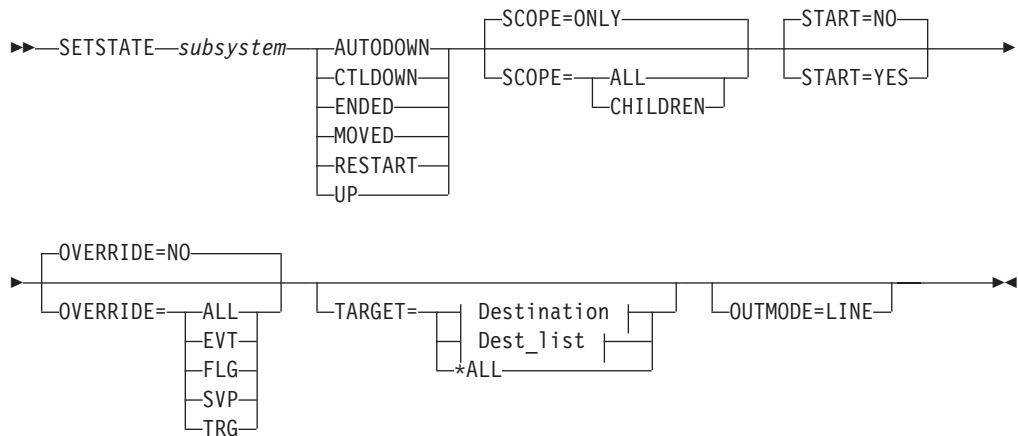 SCOPE=ONLY START=NO
SETSTATE subsystem AUTODOWN
CTLDOWN SCOPE= ALL START=YES
ENDED CHILDREN
MOVED
RESTART
UP
OVERRIDE=NO
OVERRIDE= ALL TARGET= Destination OUTMODE=LINE
EVT Dest_list
FLG *ALL
SVP
TRG